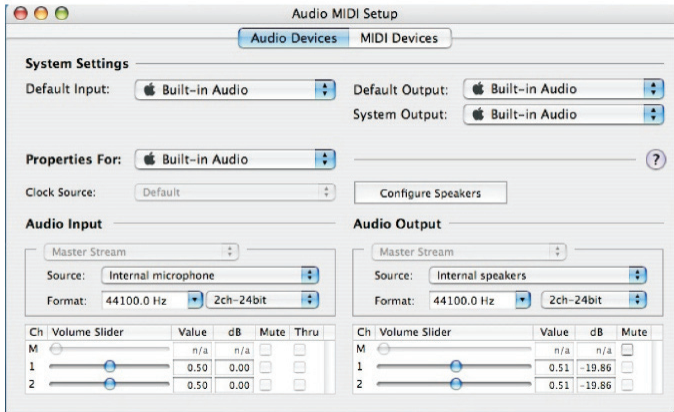 Audio MIDI Setup
Audio Devices MIDI Devices
System Settings
Default Input: Built-in Audio Default Output: Built-in Audio
System Output: Built-in Audio
Properties For: Built-in Audio ?
Clock Source: Default Configure Speakers
Audio Input Audio Output
Master Stream Master Stream
Source: Internal microphone Source: Internal speakers
Format: 44100.0 Hz 2ch-24bit Format: 44100.0 Hz 2ch-24bit
Ch Volume Slider Value dB Mute Thru Ch Volume Slider Value dB Mute
M n/a n/a M n/a n/a
1 0.50 0.00 1 0.51 -19.86
2 0.50 0.00 2 0.51 -19.86